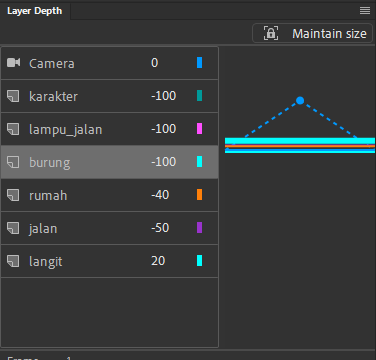 Layer Depth
Maintain size
Camera 0
karakter -100
lampu_jalan -100
burung -100
rumah -40
jalan -50
langit 20